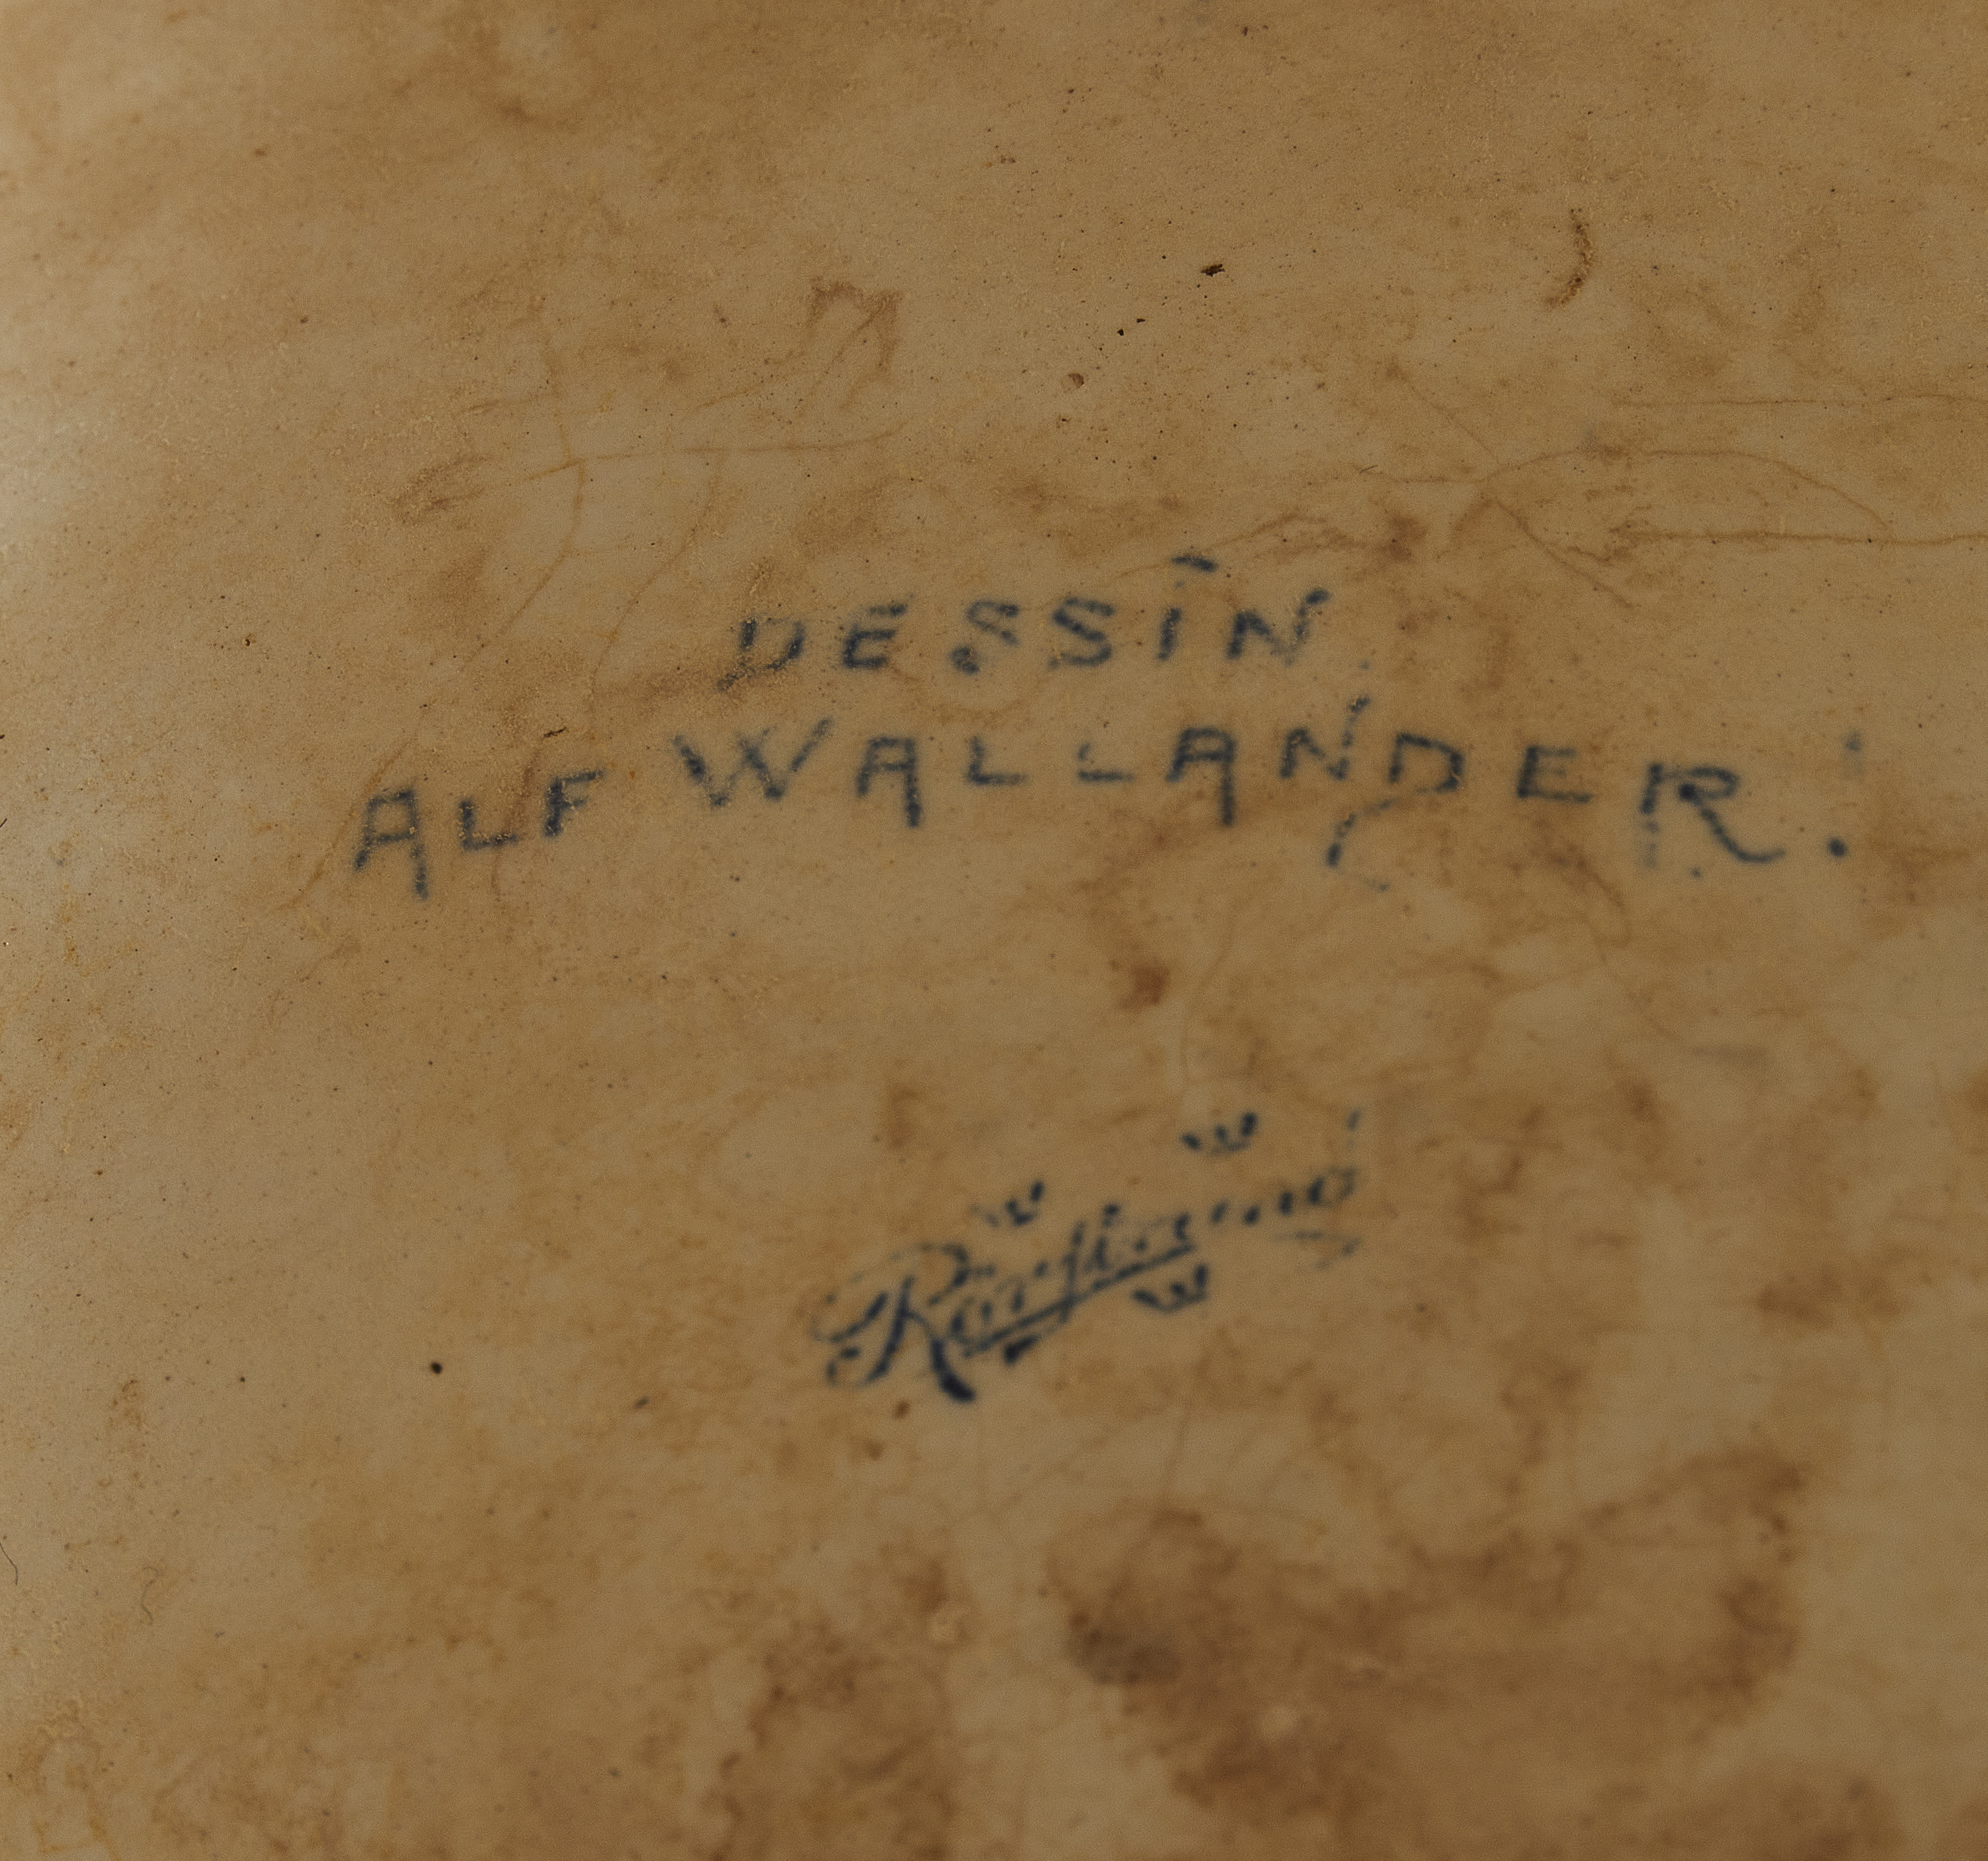 DESSIN.
ALF WALLANDER.
Rörstrand